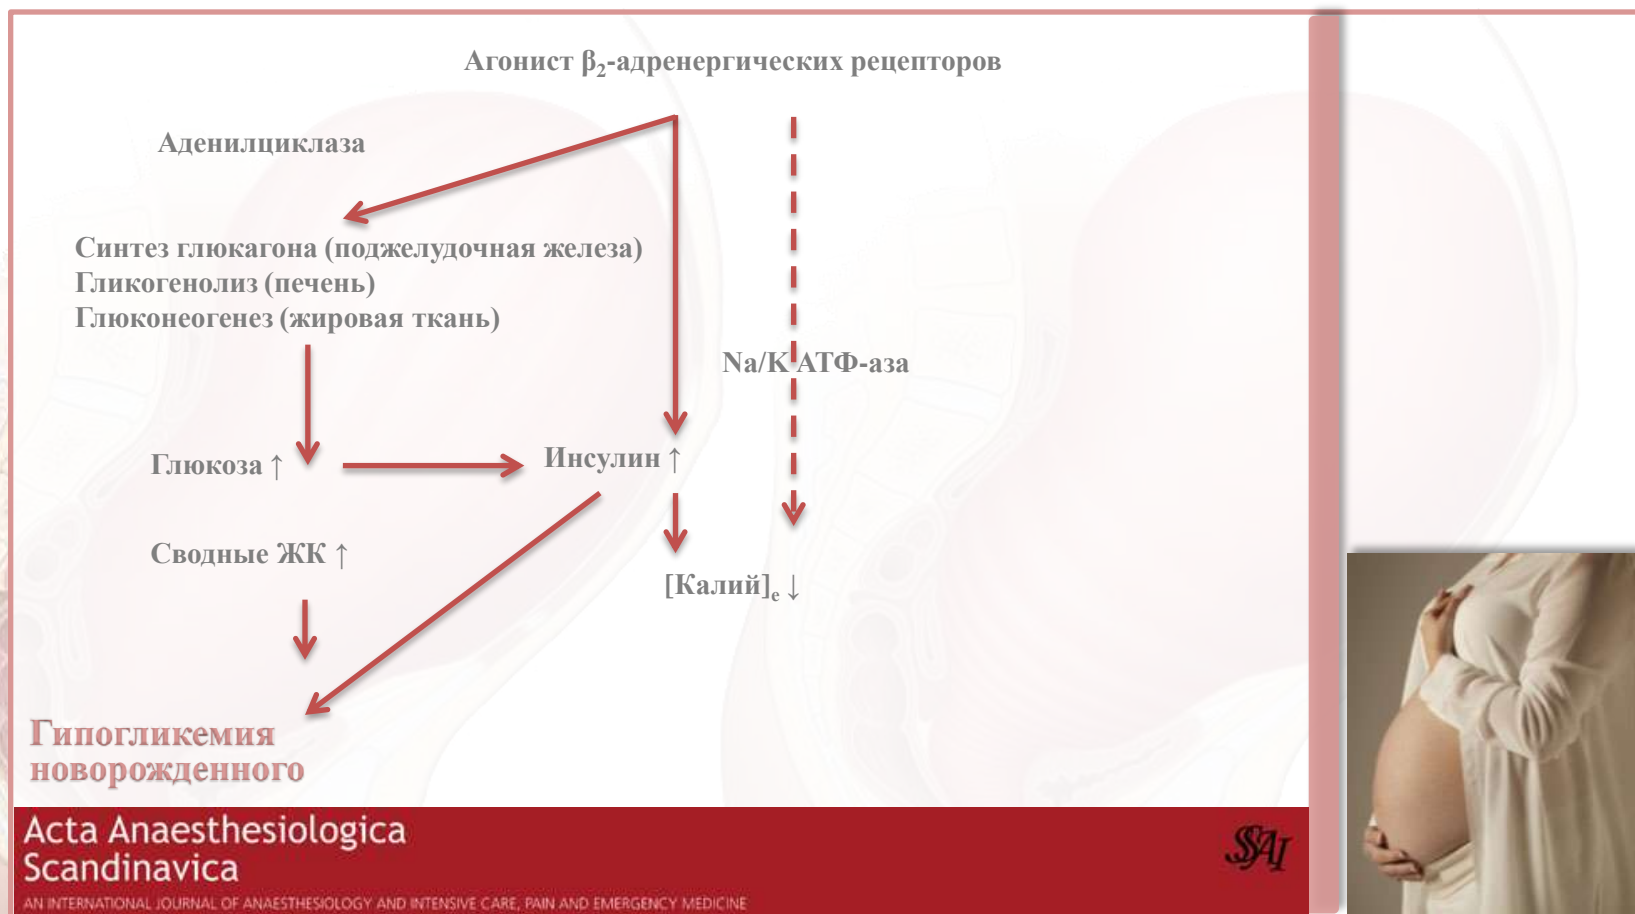 Агонист β₂-адренергических рецепторов
Аденилциклаза
Синтез глюкагона (поджелудочная железа)
Гликогенолиз (печень)
Глюконеогенез (жировая ткань)
Na/K АТФ-аза
Глюкоза ↑
Инсулин ↑
Сводные ЖК ↑
[Калий]ₑ ↓
Гипогликемия
новорожденного
Acta Anaesthesiologica
Scandinavica
SSAI
AN INTERNATIONAL JOURNAL OF ANAESTHESIOLOGY AND INTENSIVE CARE, PAIN AND EMERGENCY MEDICINE